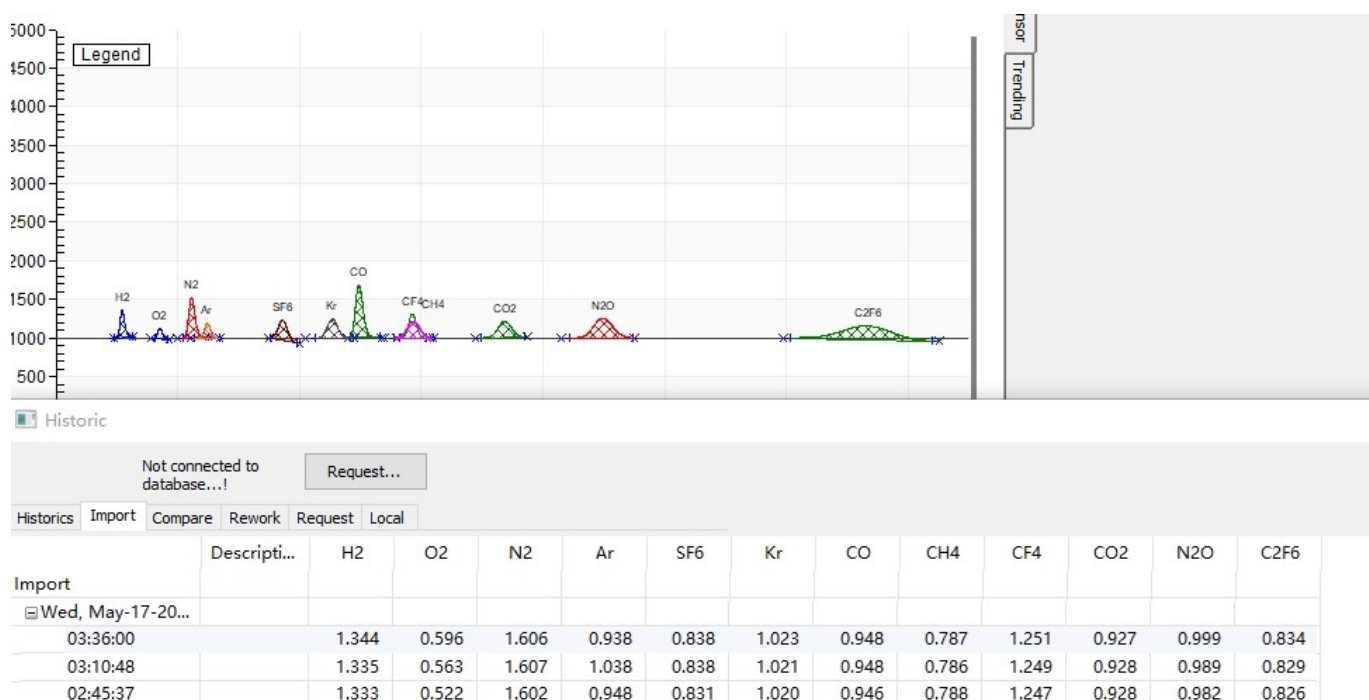 5000
4500
4000
3500
3000
2500
2000
1500
1000
500
Legend
H2
O2
N2
Ar
SF6
Kr
CO
CF4
CH4
CO2
N2O
C2F6
nsor
Trending
Historic
Not connected to
database...!
Request...
Historics Import Compare Rework Request Local
Descripti... H2 O2 N2 Ar SF6 Kr CO CH4 CF4 CO2 N2O C2F6
Import
Wed, May-17-20...
03:36:00 1.344 0.596 1.606 0.938 0.838 1.023 0.948 0.787 1.251 0.927 0.999 0.834
03:10:48 1.335 0.563 1.607 1.038 0.838 1.021 0.948 0.786 1.249 0.928 0.989 0.829
02:45:37 1.333 0.522 1.602 0.948 0.831 1.020 0.946 0.788 1.247 0.928 0.982 0.820